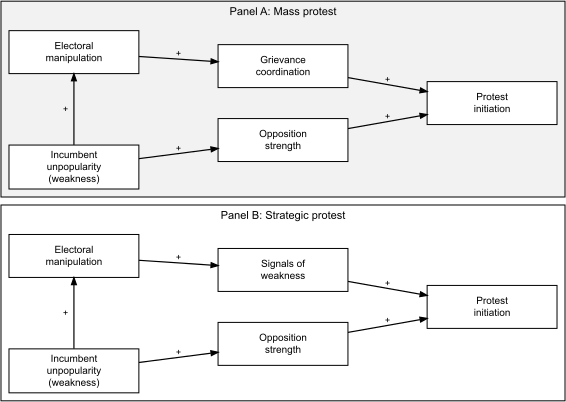 Panel A: Mass protest
Electoral
manipulation
+
Grievance
coordination
+
Protest
initiation
+
+
Opposition
strength
+
Incumbent
unpopularity
(weakness)
Panel B: Strategic protest
Electoral
manipulation
+
Signals of
weakness
+
Protest
initiation
+
+
Opposition
strength
+
Incumbent
unpopularity
(weakness)